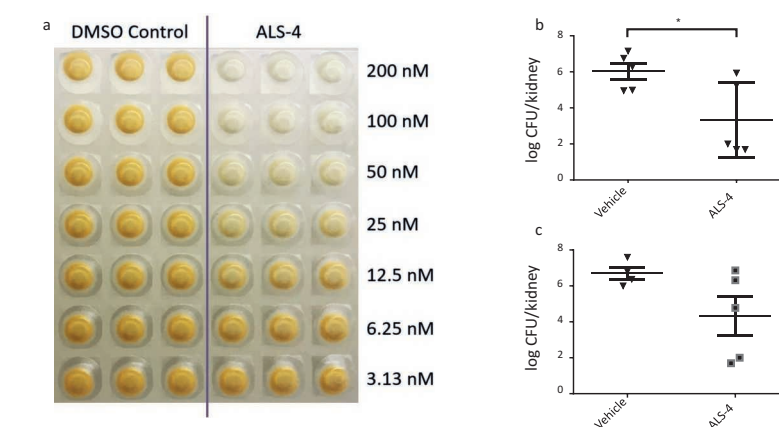 a
DMSO Control
ALS-4
200 nM
100 nM
50 nM
25 nM
12.5 nM
6.25 nM
3.13 nM
b
*
log CFU/kidney
8
6
4
2
0
Vehicle
ALS-4
c
log CFU/kidney
8
6
4
2
0
Vehicle
ALS-4